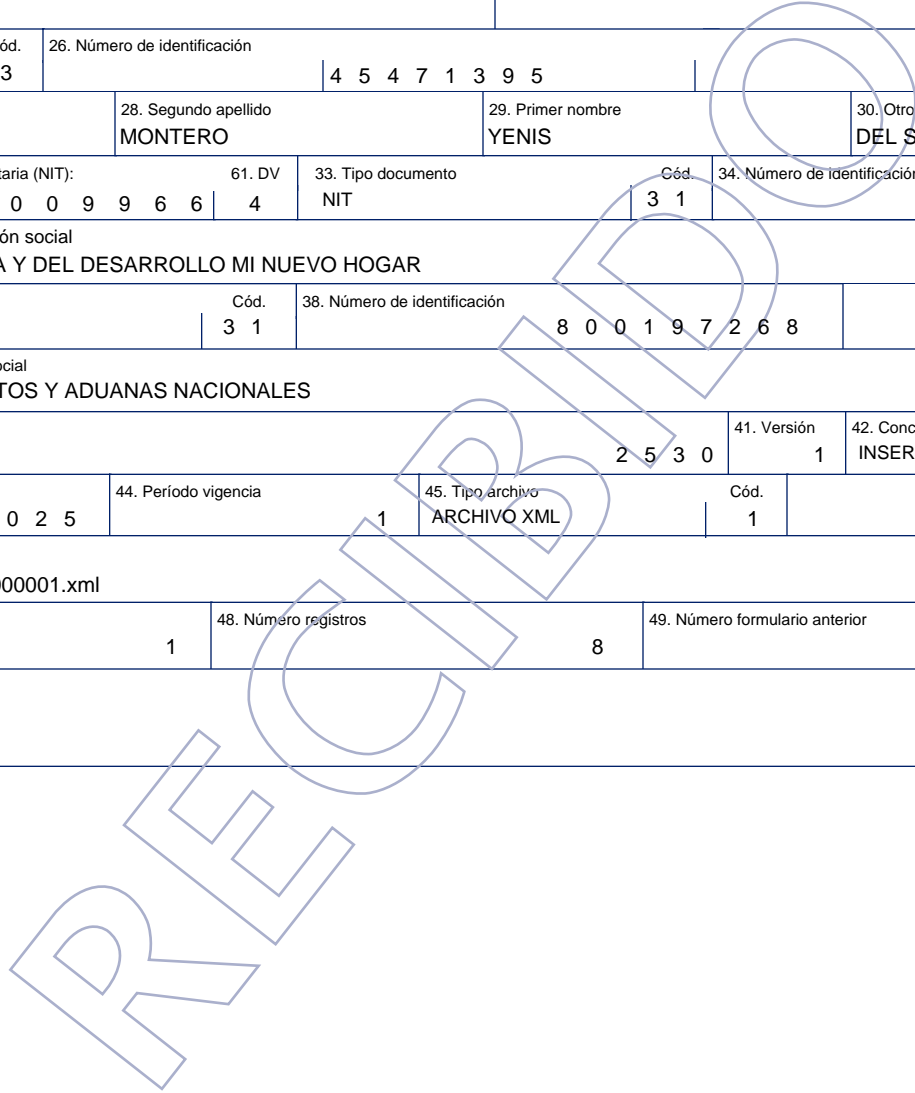 ód. 26. Número de identificación
3 4 5 4 7 1 3 9 5
28. Segundo apellido 29. Primer nombre 30. Otro
MONTERO YENIS DEL S
taria (NIT): 61. DV 33. Tipo documento Cód. 34. Número de identificación
0 0 9 9 6 6 4 NIT 3 1
ón social
A Y DEL DESARROLLO MI NUEVO HOGAR
Cód. 38. Número de identificación
3 1 8 0 0 1 9 7 2 6 8
ocial
TOS Y ADUANAS NACIONALES
41. Versión 42. Conc
2 5 3 0 1 INSER
44. Período vigencia 45. Tipo archivo Cód.
0 2 5 1 ARCHIVO XML 1
000001.xml
48. Número registros 49. Número formulario anterior
1 8
RECIBIDO